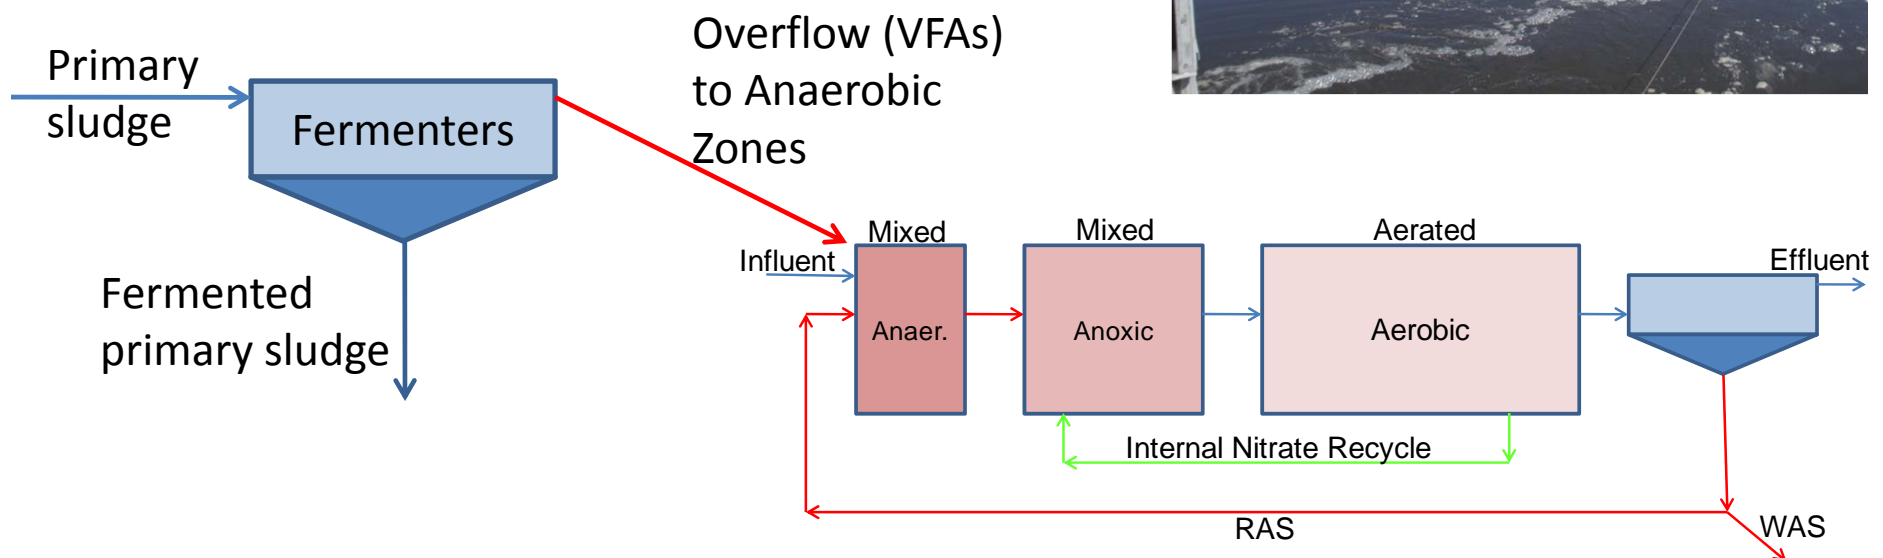 Primary
sludge
Fermenters
Overflow (VFAs)
to Anaerobic
Zones
Fermented
primary sludge
Mixed
Mixed
Aerated
Influent
Effluent
Anaer.
Anoxic
Aerobic
Internal Nitrate Recycle
RAS
WAS